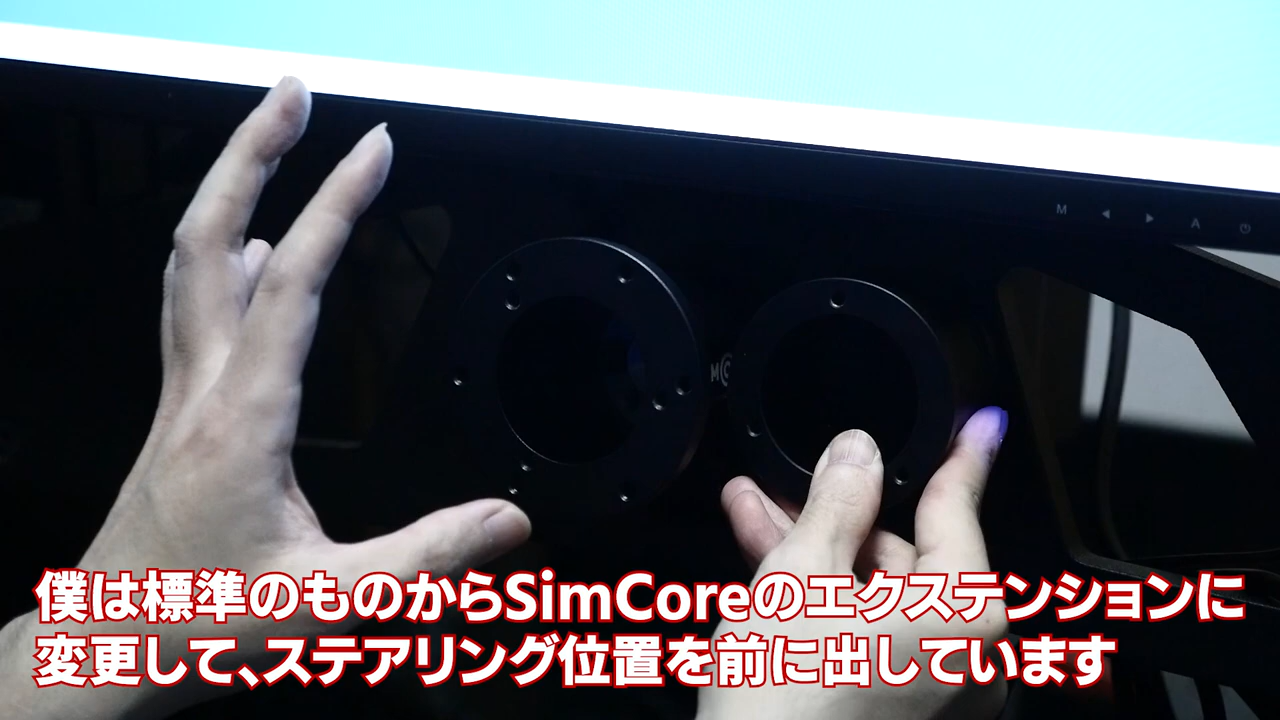 M ◀ ▶ A
MC
僕は標準のものからSimCoreのエクステンションに
変更して、ステアリング位置を前に出しています